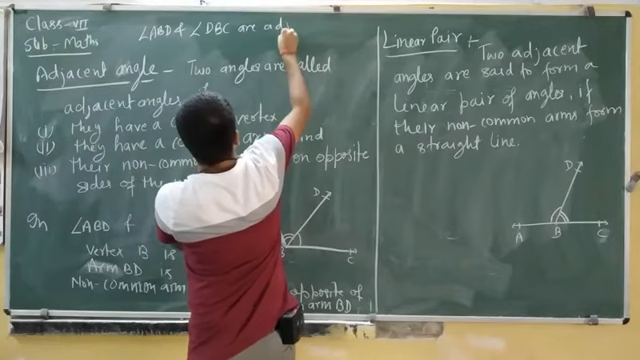 Class-VII
Sub-Maths
∠ABD & ∠DBC are adj
Adjacent angle - Two angles are called
adjacent angles
(i) They have a vertex
(ii) They have a
(iii) Their non-common on opposite
sides of the
In ∠ABD &
Vertex B is
Arm BD is
Non-common arm opposite of
arm BD
D
B
C
Linear Pair :- Two adjacent
angles are said to form a
linear pair of angles, if
their non-common arms form
a straight line.
D
A B C